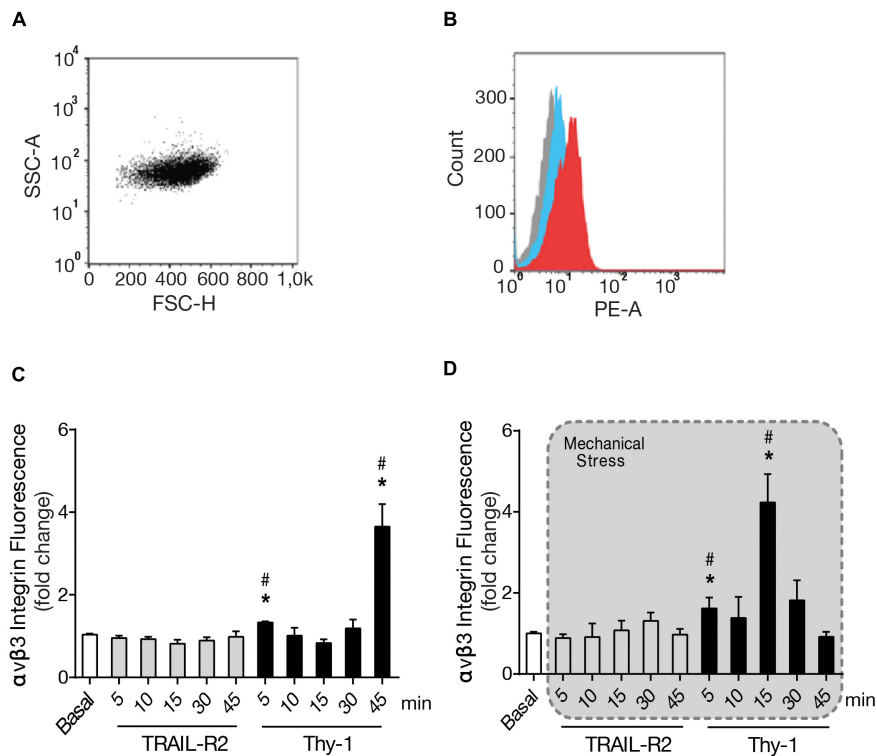 A
10^4
10^3
10^2
10^1
10^0
SSC-A
0 200 400 600 800 1,0k
FSC-H
B
300
200
100
0
Count
10^0 10^1 10^2 10^3
PE-A
C
6
4
2
0
αvβ3 Integrin Fluorescence
(fold change)
#
*
#
*
Basal 5 10 15 30 45 5 10 15 30 45 min
TRAIL-R2 Thy-1
D
6
4
2
0
αvβ3 Integrin Fluorescence
(fold change)
Mechanical
Stress
#
*
#
*
Basal 5 10 15 30 45 5 10 15 30 45 min
TRAIL-R2 Thy-1